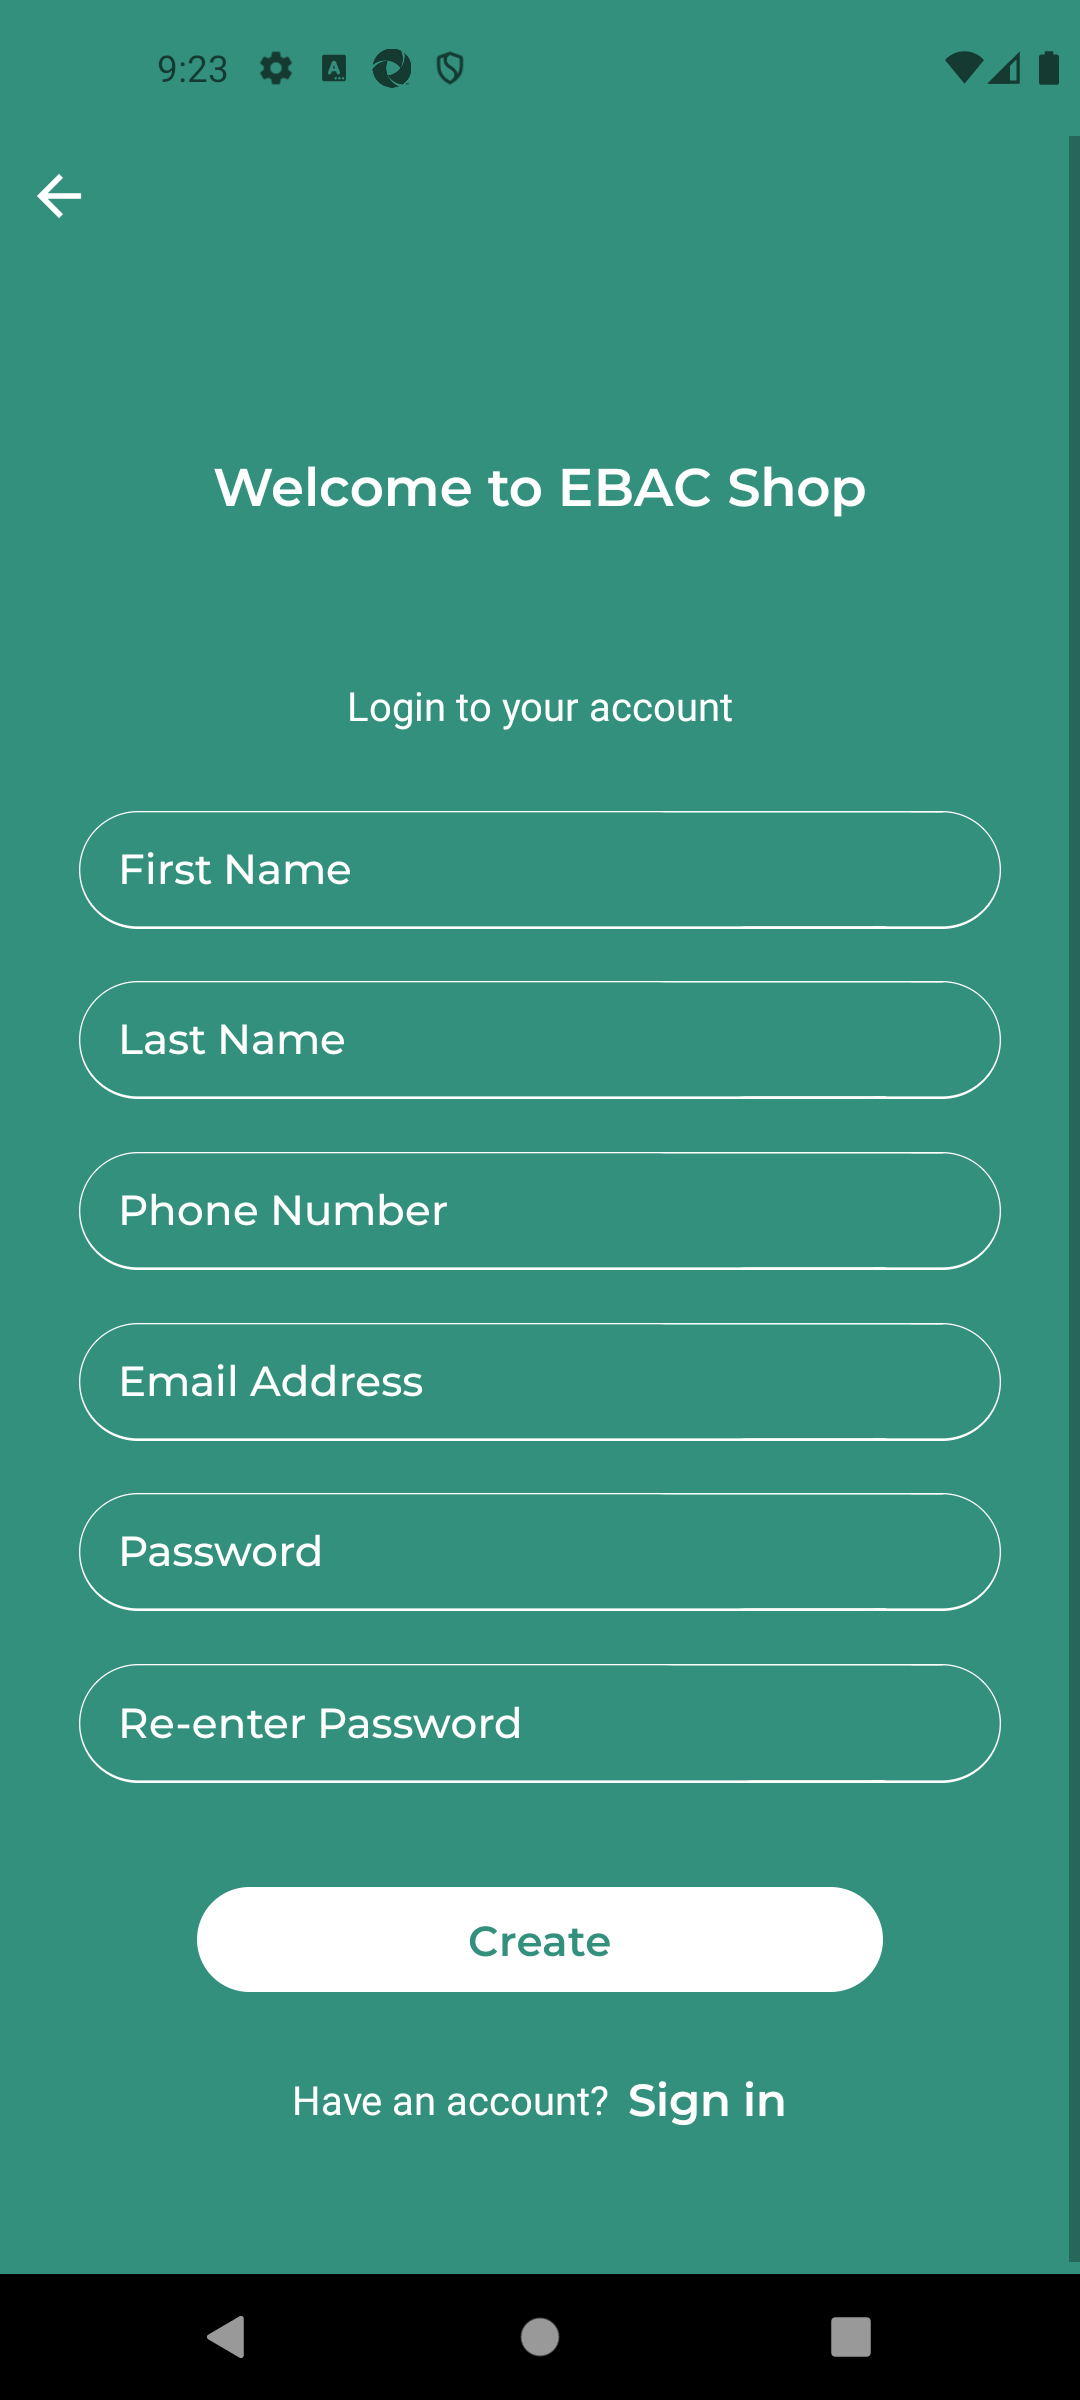 9:23
Welcome to EBAC Shop
Login to your account
First Name
Last Name
Phone Number
Email Address
Password
Re-enter Password
Create
Have an account? Sign in